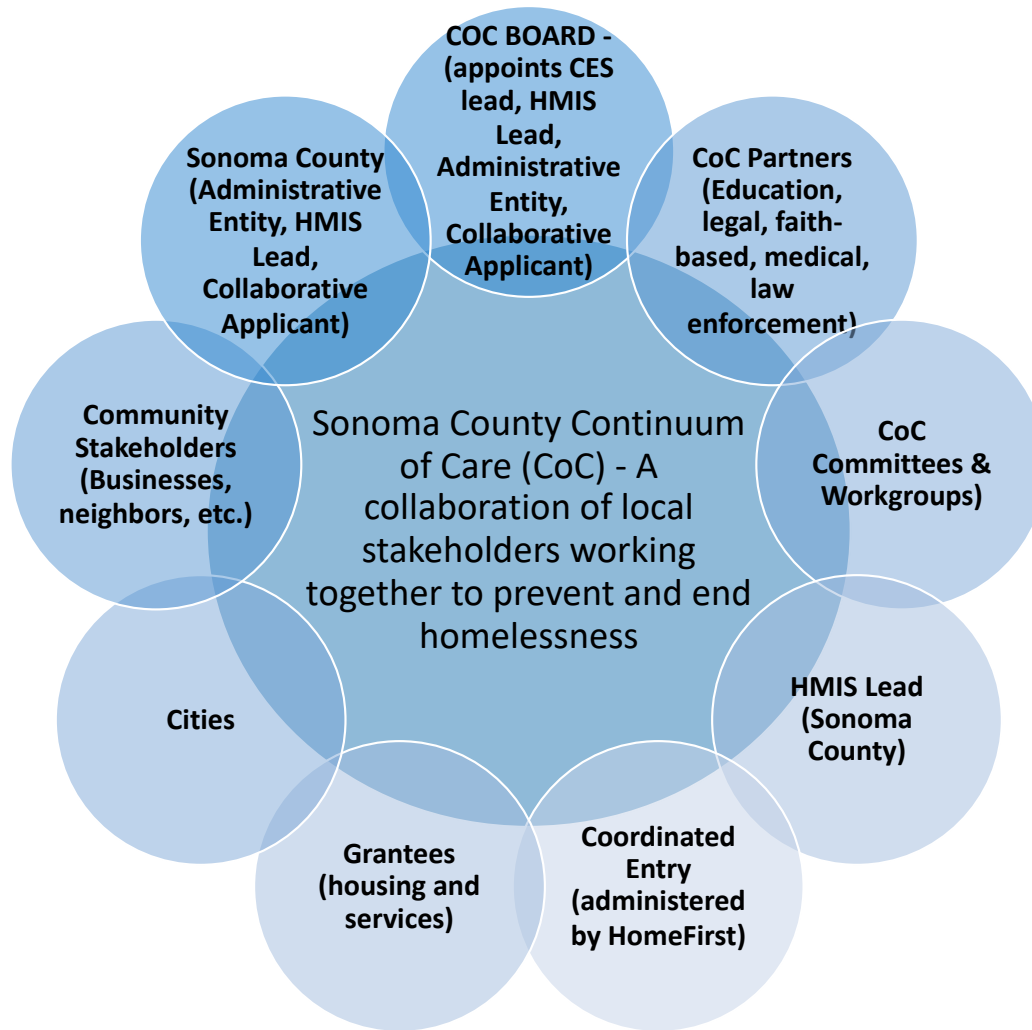 COC BOARD -
(appoints CES
lead, HMIS
Lead,
Administrative
Entity,
Collaborative
Applicant)
CoC Partners
(Education,
legal, faith-
based, medical,
law
enforcement)
CoC
Committees &
Workgroups)
HMIS Lead
(Sonoma
County)
Coordinated
Entry
(administered
by HomeFirst)
Grantees
(housing and
services)
Cities
Community
Stakeholders
(Businesses,
neighbors, etc.)
Sonoma County
(Administrative
Entity, HMIS
Lead,
Collaborative
Applicant)
Sonoma County Continuum
of Care (CoC) - A
collaboration of local
stakeholders working
together to prevent and end
homelessness